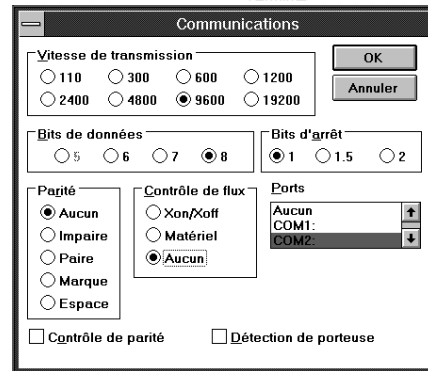 Communications
Vitesse de transmission
110 300 600 1200
2400 4800 9600 19200
OK
Annuler
Bits de données
5 6 7 8
Bits d'arrêt
1 1.5 2
Parité
Aucun
Impaire
Paire
Marque
Espace
Contrôle de flux
Xon/Xoff
Matériel
Aucun
Ports
Aucun
COM1:
COM2:
Contrôle de parité
Détection de porteuse